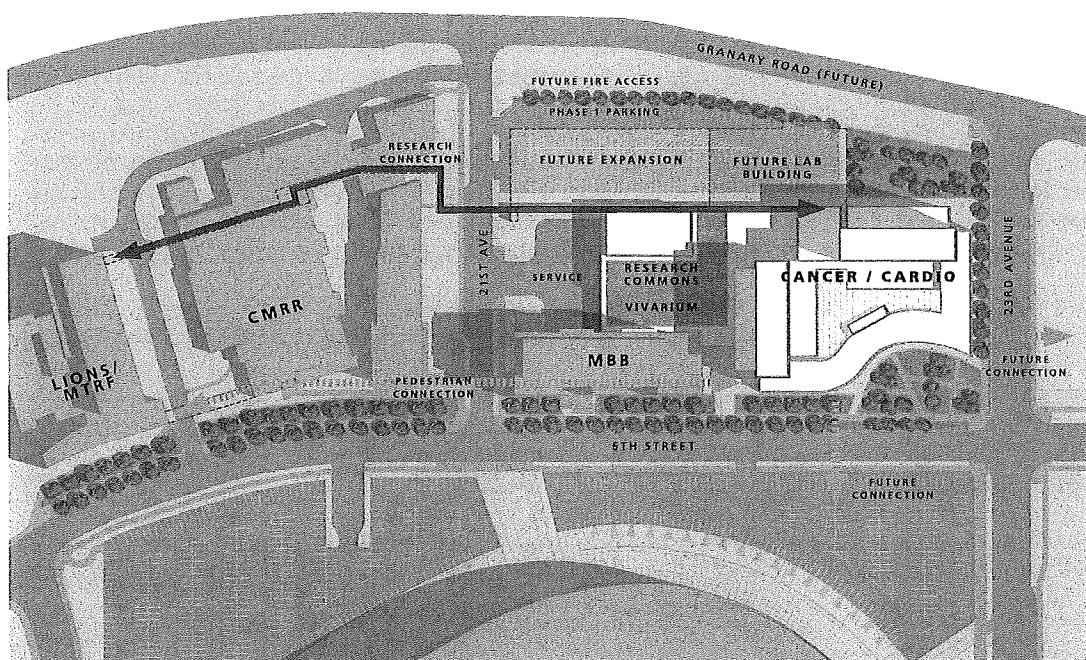 GRANARY ROAD (FUTURE)
FUTURE FIRE ACCESS
PHASE 1 PARKING
RESEARCH
CONNECTION
FUTURE EXPANSION
FUTURE LAB
BUILDING
21ST AVE
SERVICE
RESEARCH
COMMONS
VIVARIUM
CANCER / CARDIO
23RD AVENUE
CMRR
LIONS/
MTRF
MBB
PEDESTRIAN
CONNECTION
FUTURE
CONNECTION
6TH STREET
FUTURE
CONNECTION